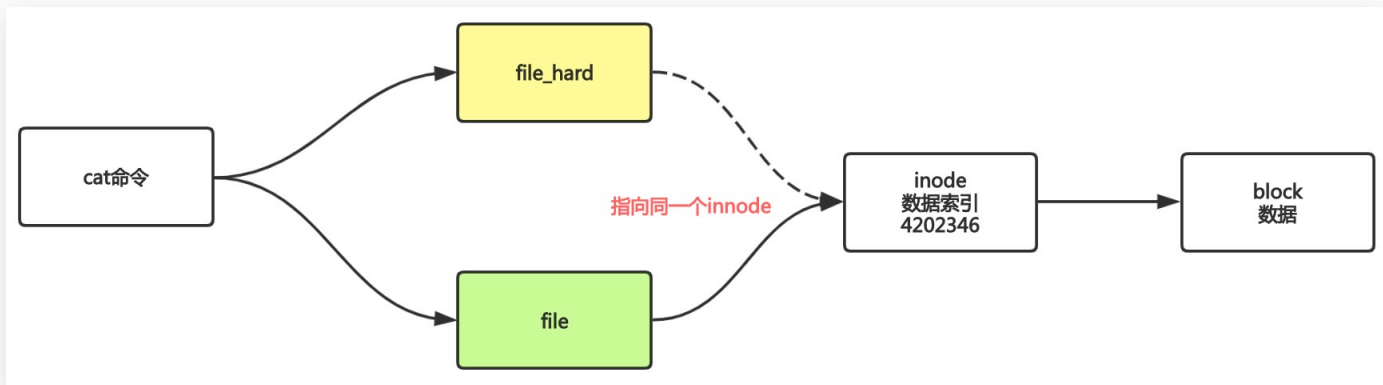 file_hard
cat命令
指向同一个innode
inode
数据索引
4202346
block
数据
file